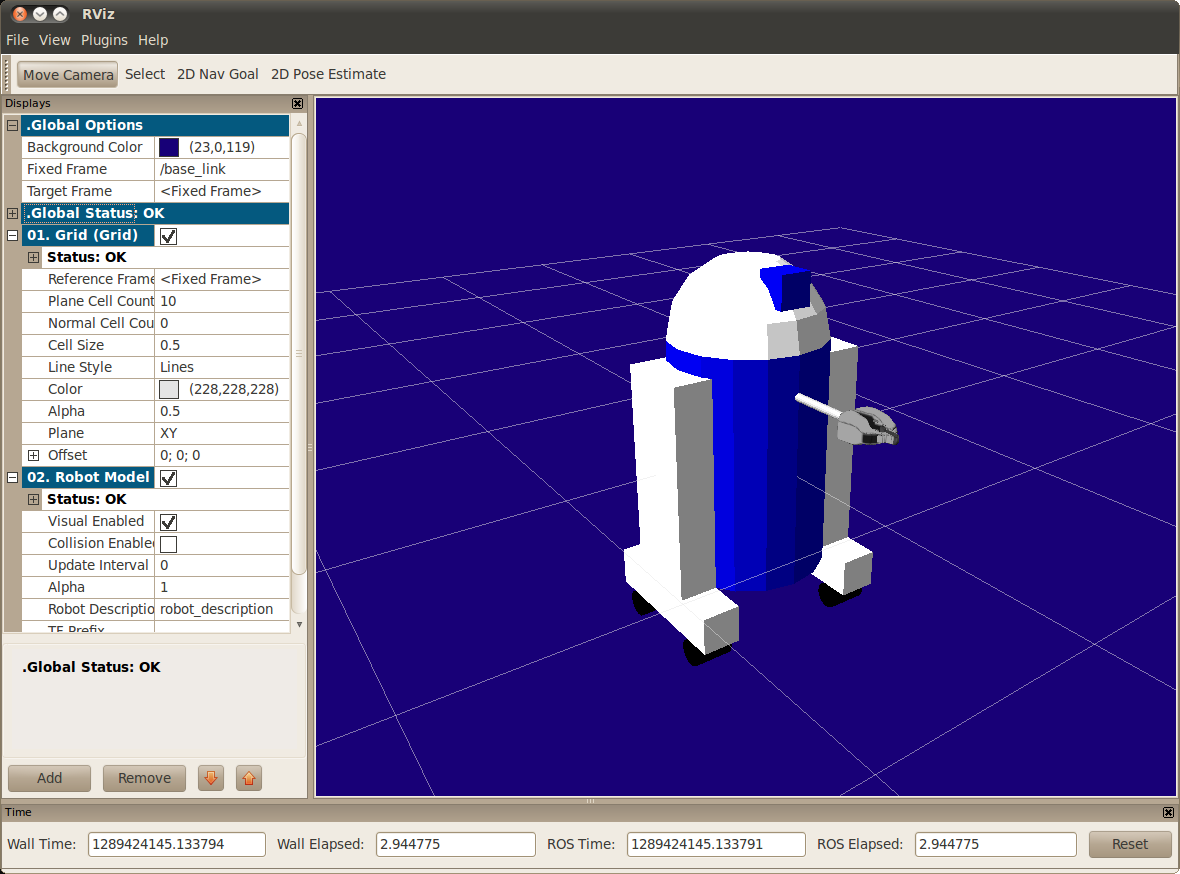 RViz
File View Plugins Help
Move Camera Select 2D Nav Goal 2D Pose Estimate
Displays
.Global Options
Background Color (23,0,119)
Fixed Frame /base_link
Target Frame <Fixed Frame>
.Global Status: OK
01. Grid (Grid)
Status: OK
Reference Frame <Fixed Frame>
Plane Cell Count 10
Normal Cell Cou 0
Cell Size 0.5
Line Style Lines
Color (228,228,228)
Alpha 0.5
Plane XY
Offset 0; 0; 0
02. Robot Model
Status: OK
Visual Enabled
Collision Enable
Update Interval 0
Alpha 1
Robot Descriptio robot_description
TF Prefix
.Global Status: OK
Add Remove
Time
Wall Time: 1289424145.133794 Wall Elapsed: 2.944775 ROS Time: 1289424145.133791 ROS Elapsed: 2.944775 Reset